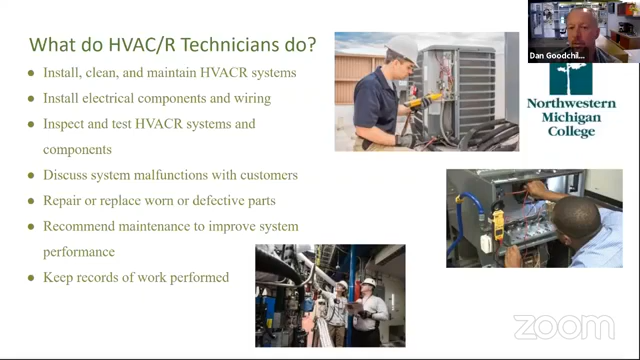 What do HVAC/R Technicians do?
● Install, clean, and maintain HVACR systems
● Install electrical components and wiring
● Inspect and test HVACR systems and
components
● Discuss system malfunctions with customers
● Repair or replace worn or defective parts
● Recommend maintenance to improve system
performance
● Keep records of work performed
Dan Goodchil...
Northwestern
Michigan
College
zoom